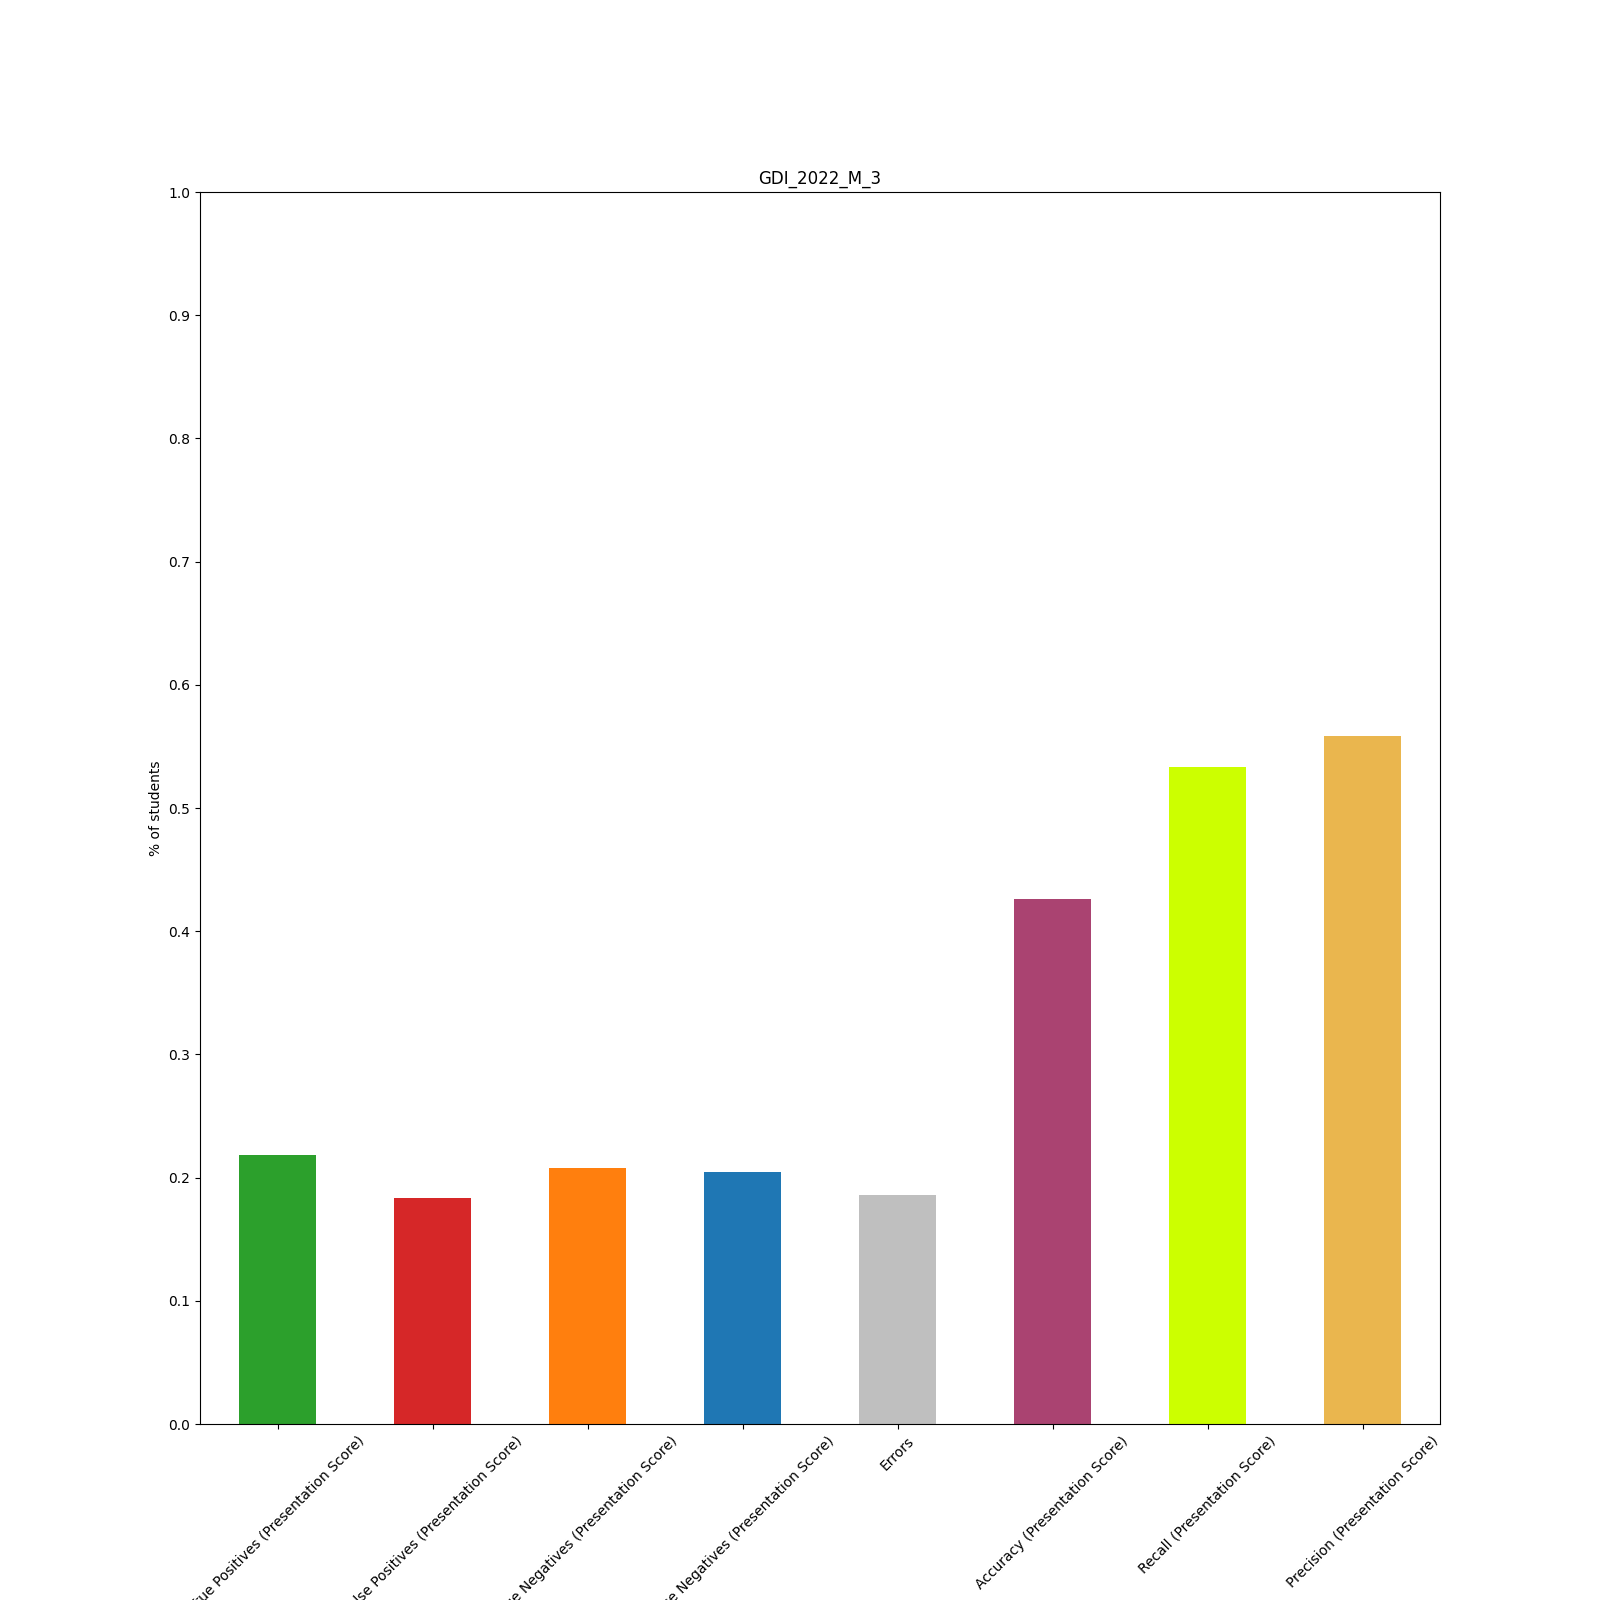 GDI_2022_M_3
1.0
0.9
0.8
0.7
0.6
0.5
0.4
0.3
0.2
0.1
0.0
% of students
Positives (Presentation Score)
Positives (Presentation Score)
Negatives (Presentation Score)
Negatives (Presentation Score)
Errors
Accuracy (Presentation Score)
Recall (Presentation Score)
Precision (Presentation Score)